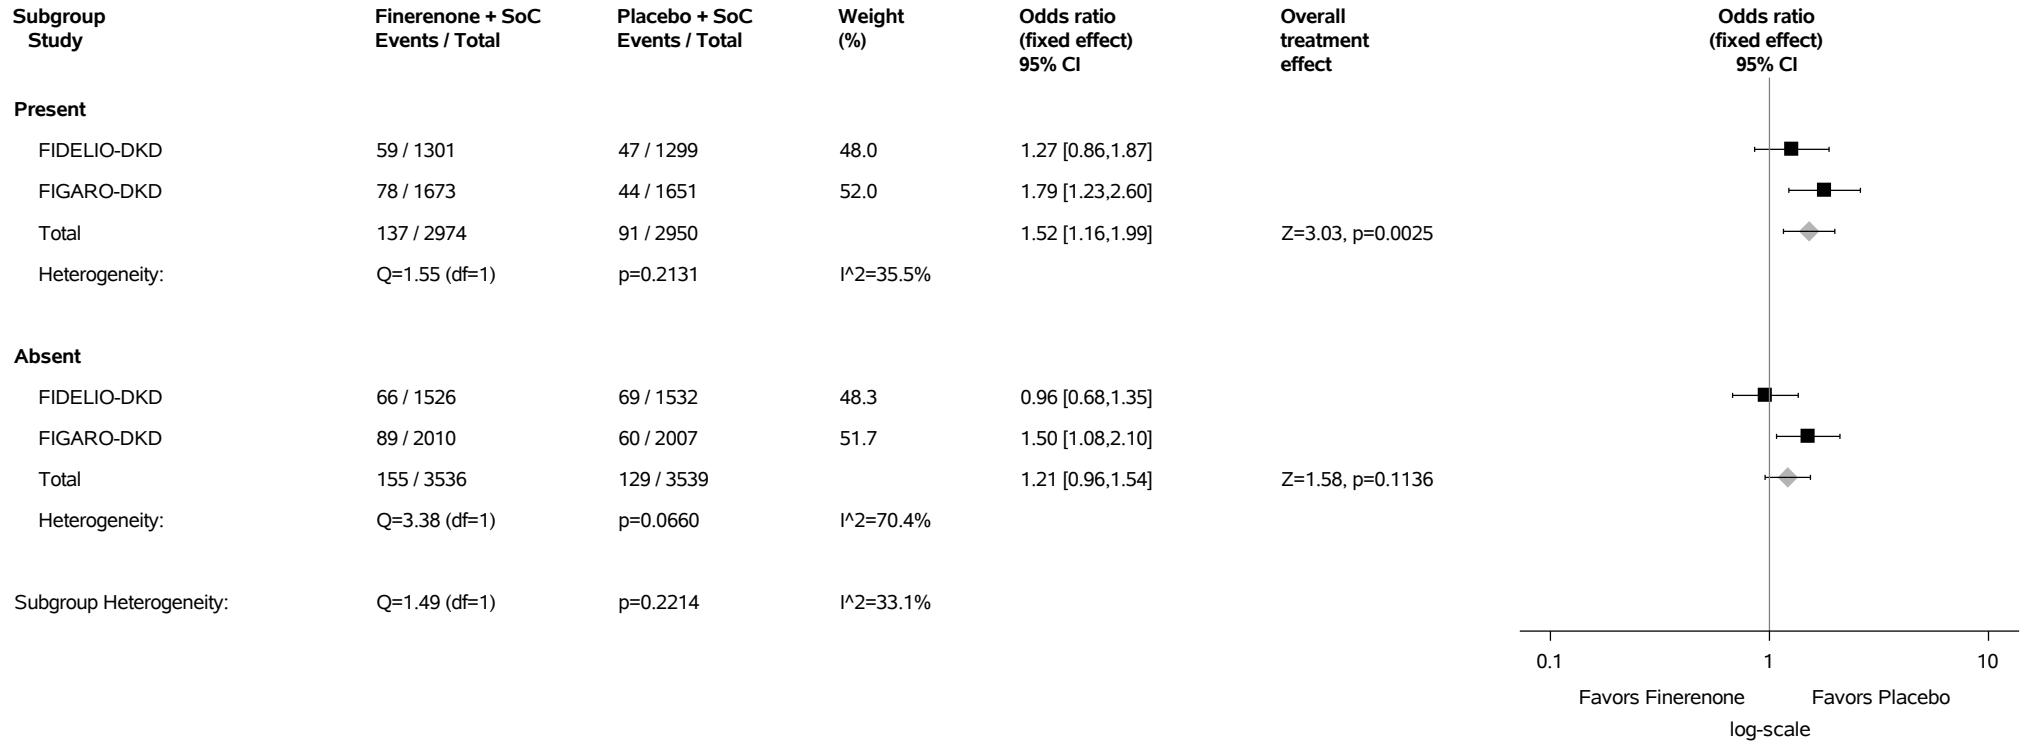 Subgroup Finerenone + SoC Placebo + SoC Weight Odds ratio Overall Odds ratio
Study Events / Total Events / Total (%) (fixed effect) treatment (fixed effect)
95% CI effect 95% CI
Present
FIDELIO-DKD 59 / 1301 47 / 1299 48.0 1.27 [0.86,1.87]
FIGARO-DKD 78 / 1673 44 / 1651 52.0 1.79 [1.23,2.60]
Total 137 / 2974 91 / 2950 1.52 [1.16,1.99] Z=3.03, p=0.0025
Heterogeneity: Q=1.55 (df=1) p=0.2131 I^2=35.5%
Absent
FIDELIO-DKD 66 / 1526 69 / 1532 48.3 0.96 [0.68,1.35]
FIGARO-DKD 89 / 2010 60 / 2007 51.7 1.50 [1.08,2.10]
Total 155 / 3536 129 / 3539 1.21 [0.96,1.54] Z=1.58, p=0.1136
Heterogeneity: Q=3.38 (df=1) p=0.0660 I^2=70.4%
Subgroup Heterogeneity: Q=1.49 (df=1) p=0.2214 I^2=33.1%
0.1 1 10
Favors Finerenone Favors Placebo
log-scale